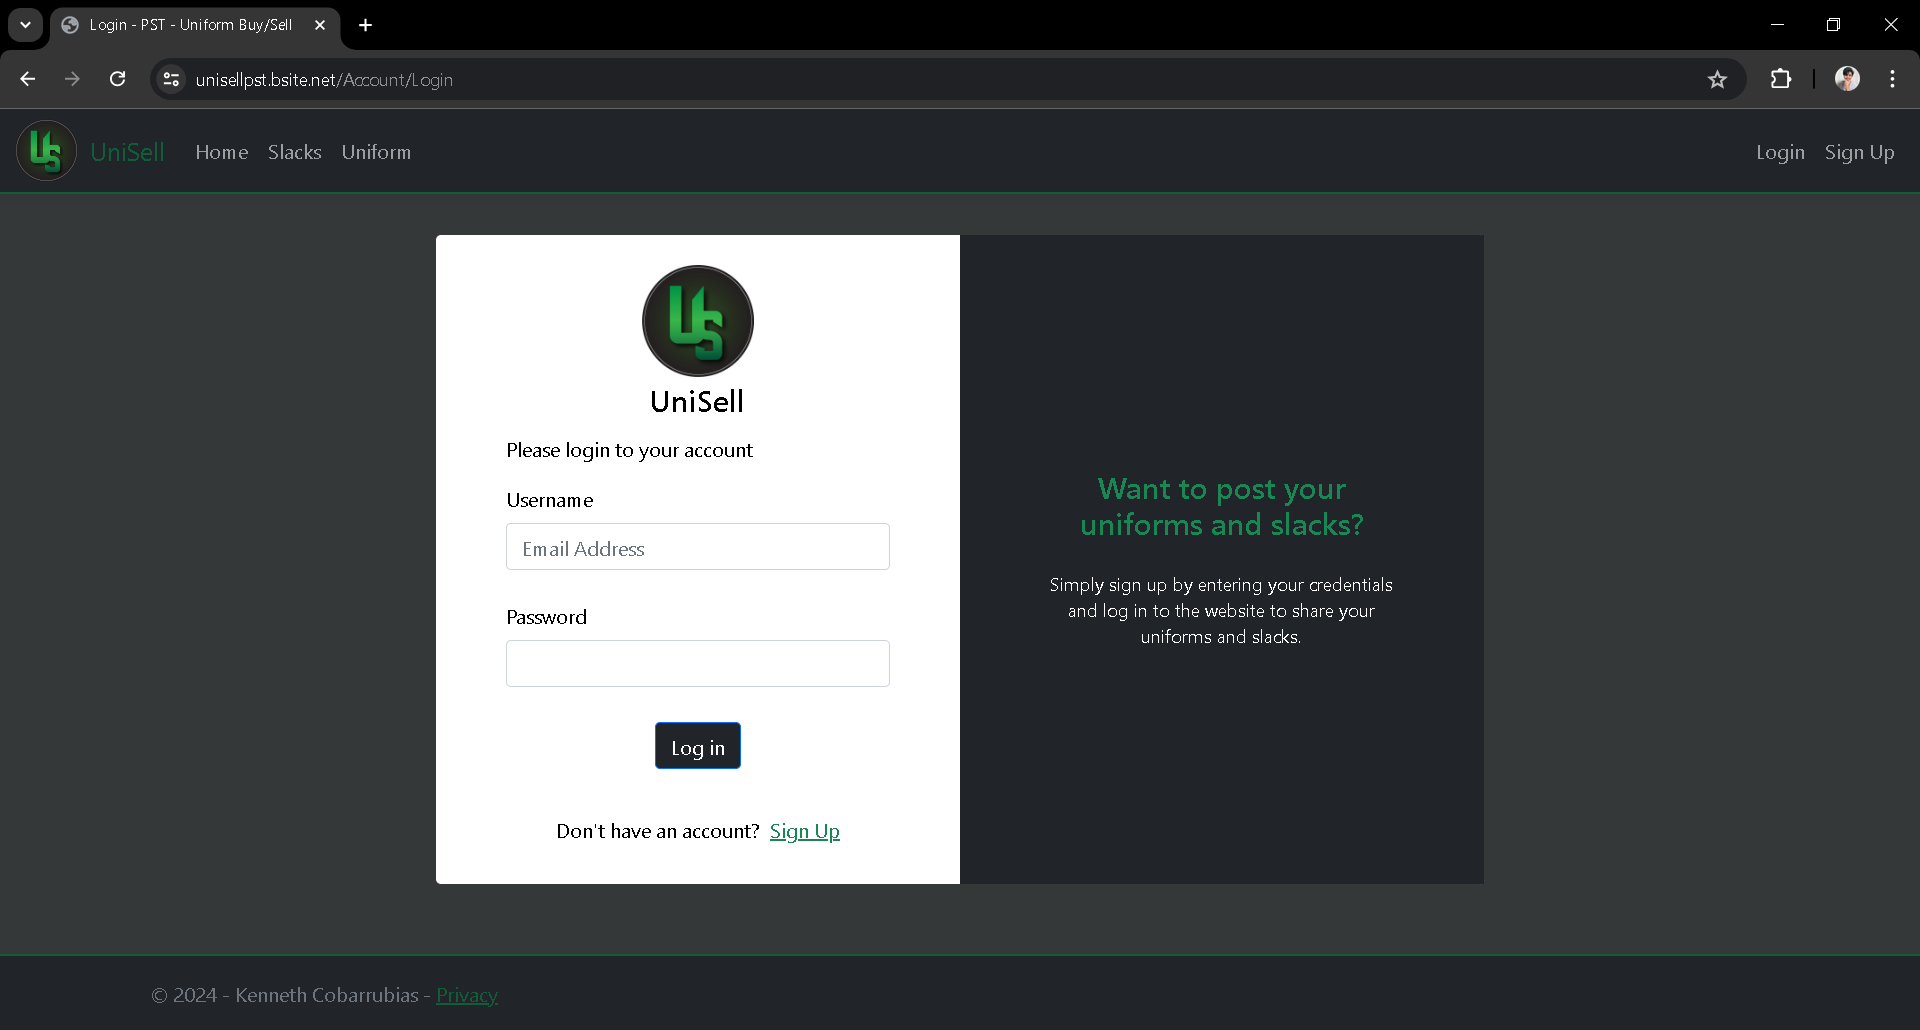 Login - PST - Uniform Buy/Sell
unisellpst.bsite.net/Account/Login
US UniSell Home Slacks Uniform Login Sign Up
US
UniSell
Please login to your account
Username
Email Address
Password
Log in
Don't have an account? Sign Up
Want to post your
uniforms and slacks?
Simply sign up by entering your credentials
and log in to the website to share your
uniforms and slacks.
© 2024 - Kenneth Cobarrubias - Privacy